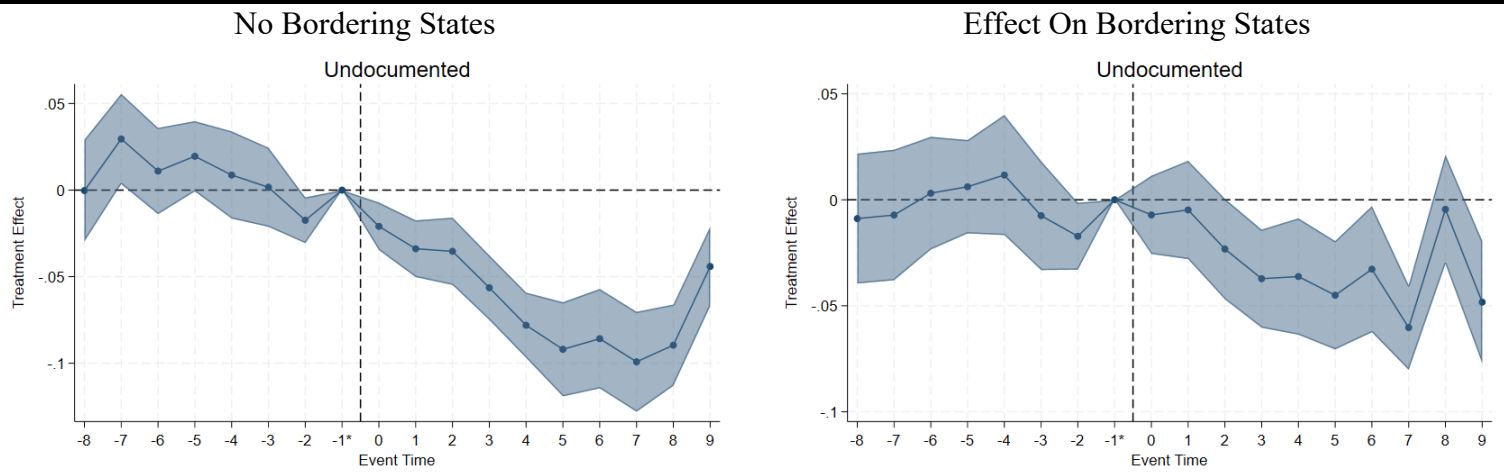 No Bordering States
Undocumented
Treatment Effect
.05
0
-.05
-.1
-8 -7 -6 -5 -4 -3 -2 -1* 0 1 2 3 4 5 6 7 8 9
Event Time
Effect On Bordering States
Undocumented
Treatment Effect
.05
0
-.05
-.1
-8 -7 -6 -5 -4 -3 -2 -1* 0 1 2 3 4 5 6 7 8 9
Event Time